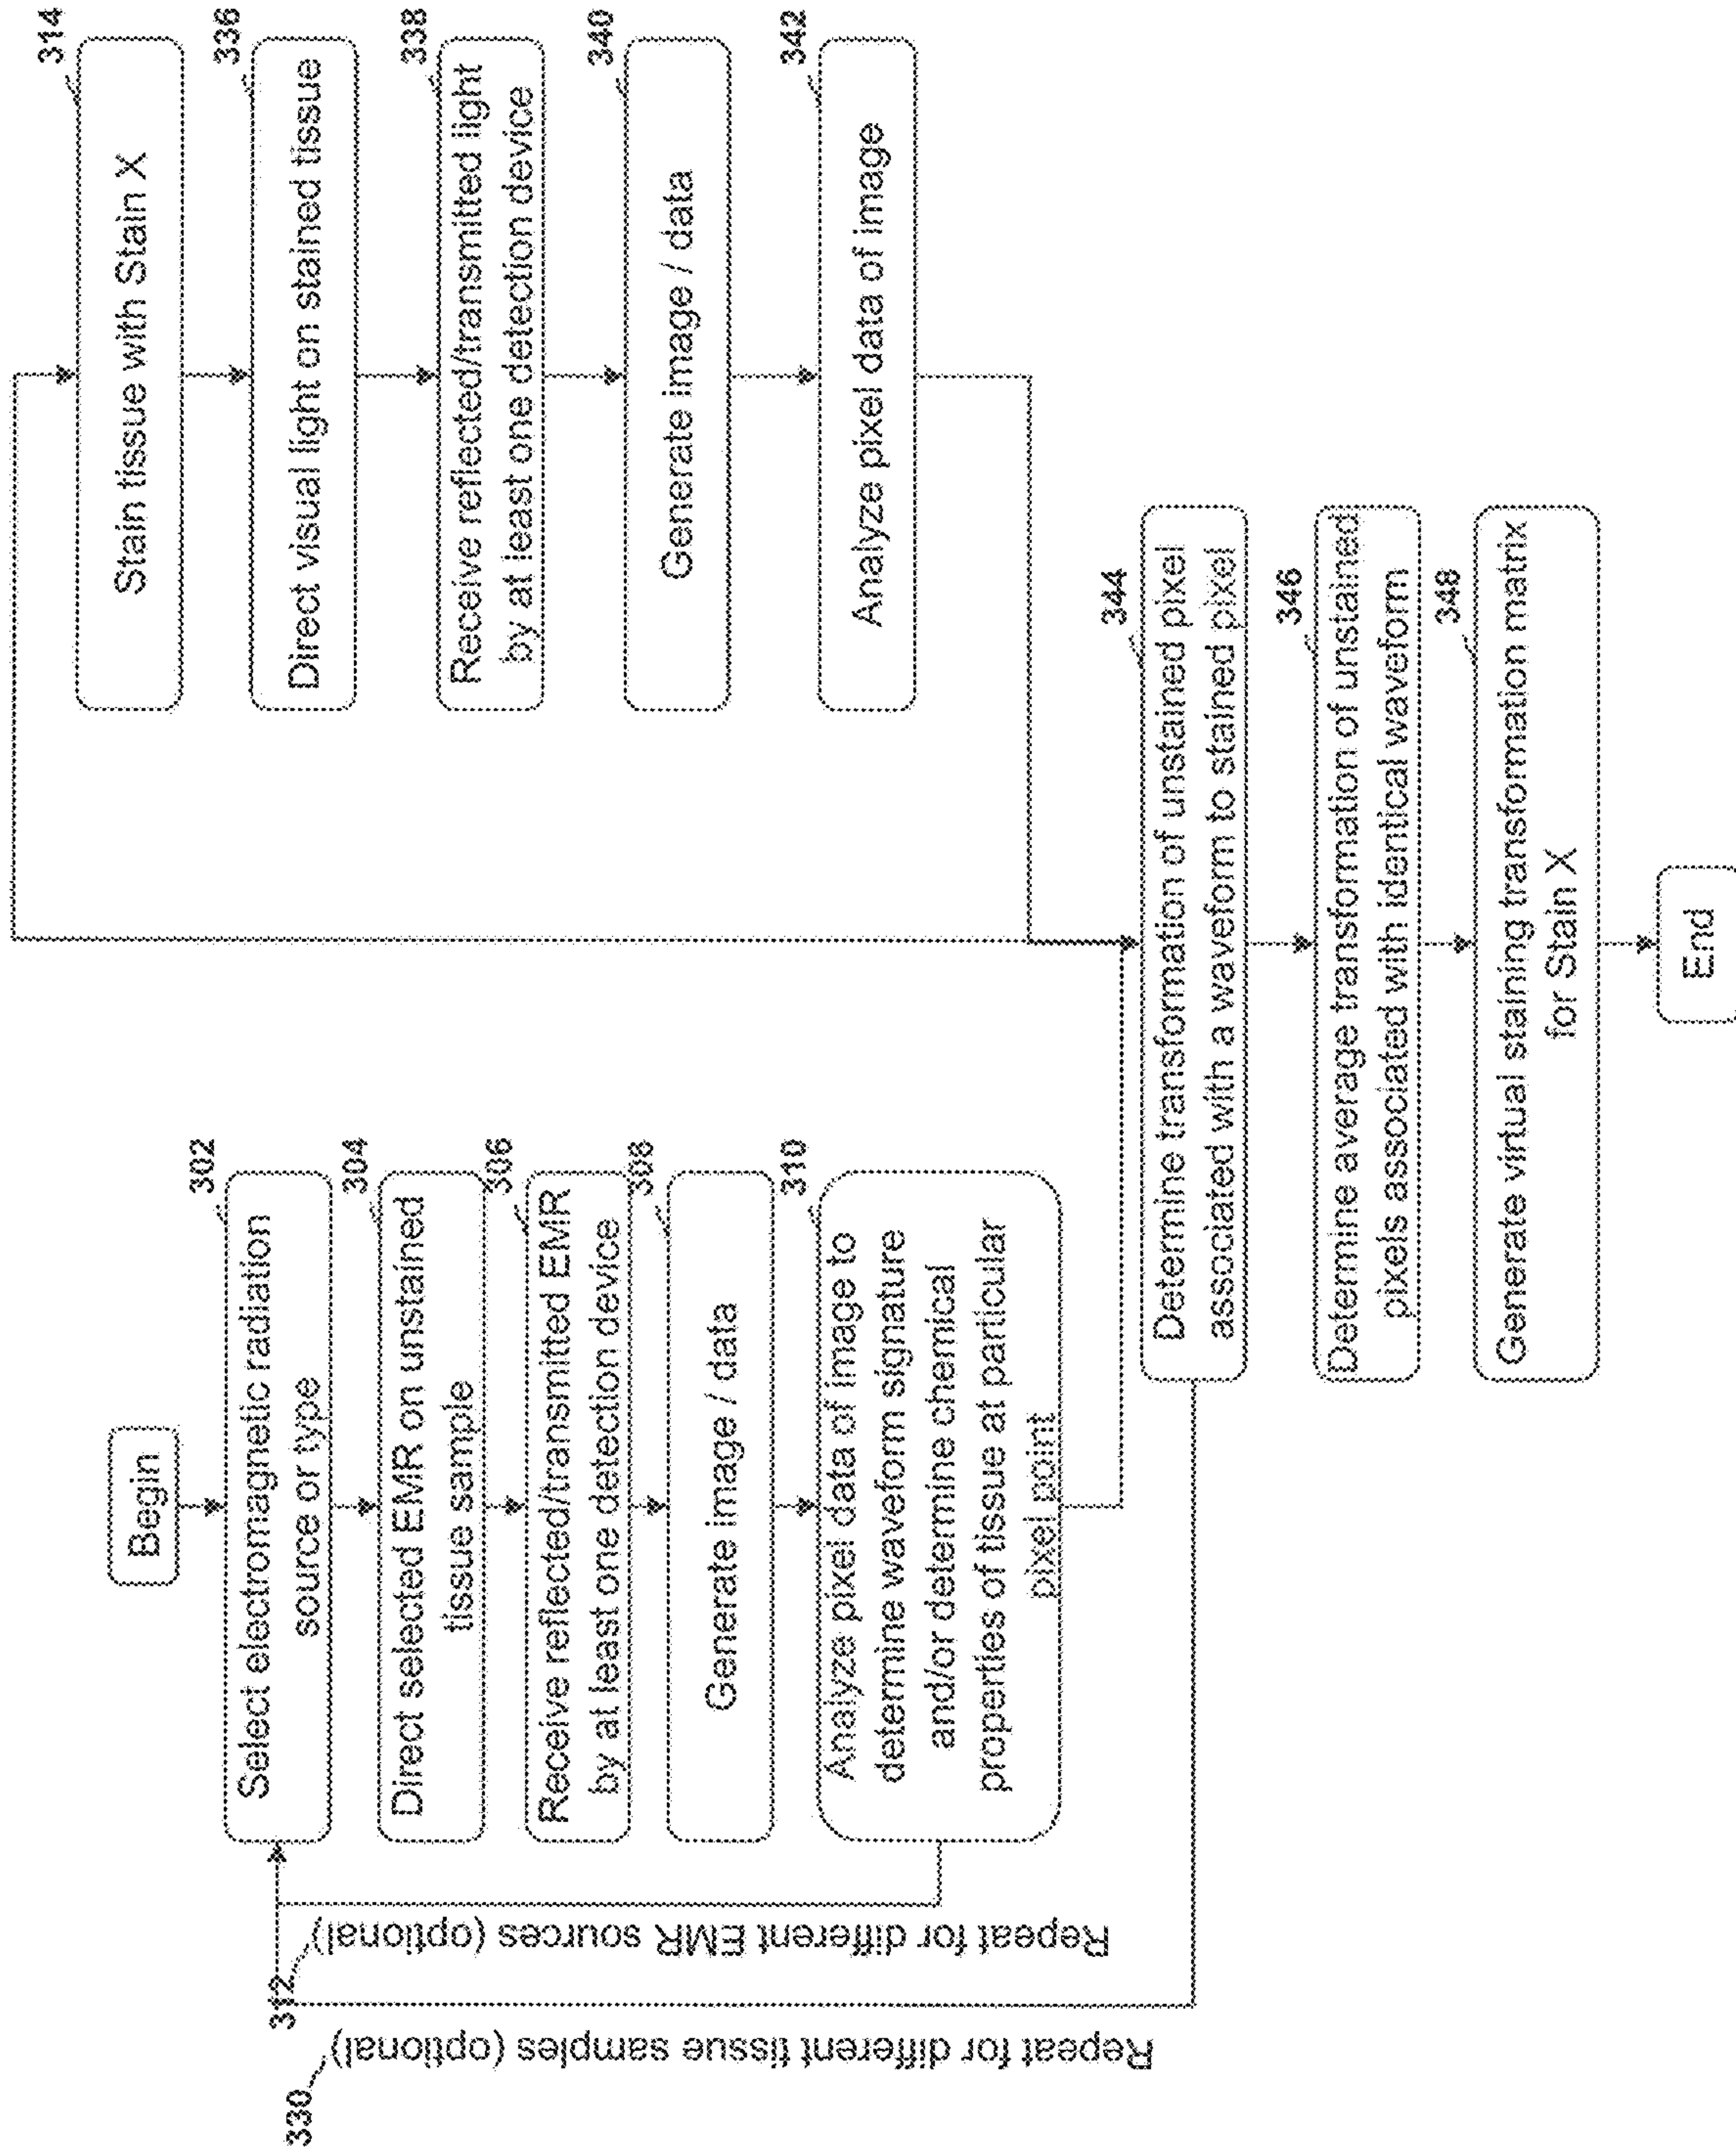 Begin
302
Select electromagnetic radiation
source or type
304
Direct selected EMR on unstained
tissue sample
306
Receive reflected/transmitted EMR
by at least one detection device
308
Generate image / data
310
Analyze pixel data of image to
determine waveform signature
and/or determine chemical
properties of tissue at particular
pixel point
312
Repeat for different EMR sources (optional)
330
Repeat for different tissue samples (optional)
314
Stain tissue with Stain X
336
Direct visual light on stained tissue
338
Receive reflected/transmitted light
by at least one detection device
340
Generate image / data
342
Analyze pixel data of image
344
Determine transformation of unstained pixel
associated with a waveform to stained pixel
346
Determine average transformation of unstained
pixels associated with identical waveform
348
Generate virtual staining transformation matrix
for Stain X
End